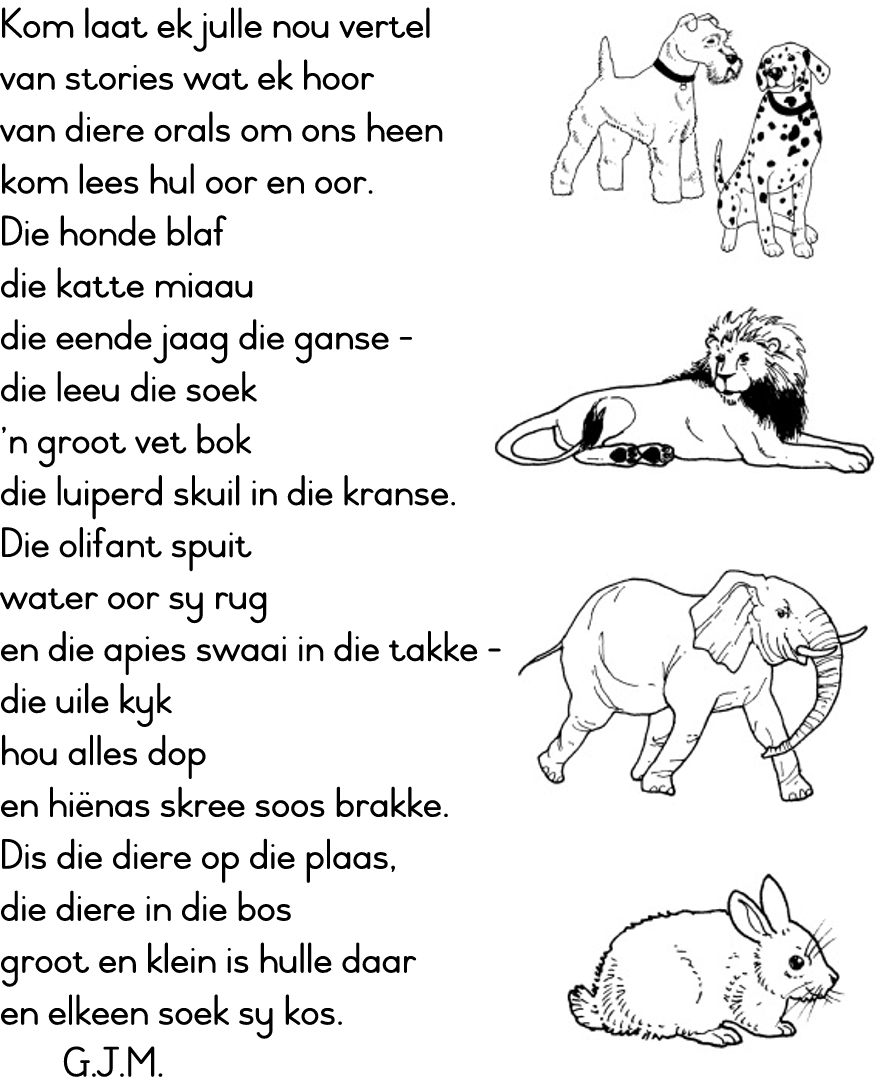 Kom laat ek julle nou vertel
van stories wat ek hoor
van diere orals om ons heen
kom lees hul oor en oor.
Die honde blaf
die katte miaau
die eende jaag die ganse -
die leeu die soek
'n groot vet bok
die luiperd skuil in die kranse.
Die olifant spuit
water oor sy rug
en die apies swaai in die takke -
die uile kyk
hou alles dop
en hiënas skree soos brakke.
Dis die diere op die plaas,
die diere in die bos
groot en klein is hulle daar
en elkeen soek sy kos.
G.J.M.